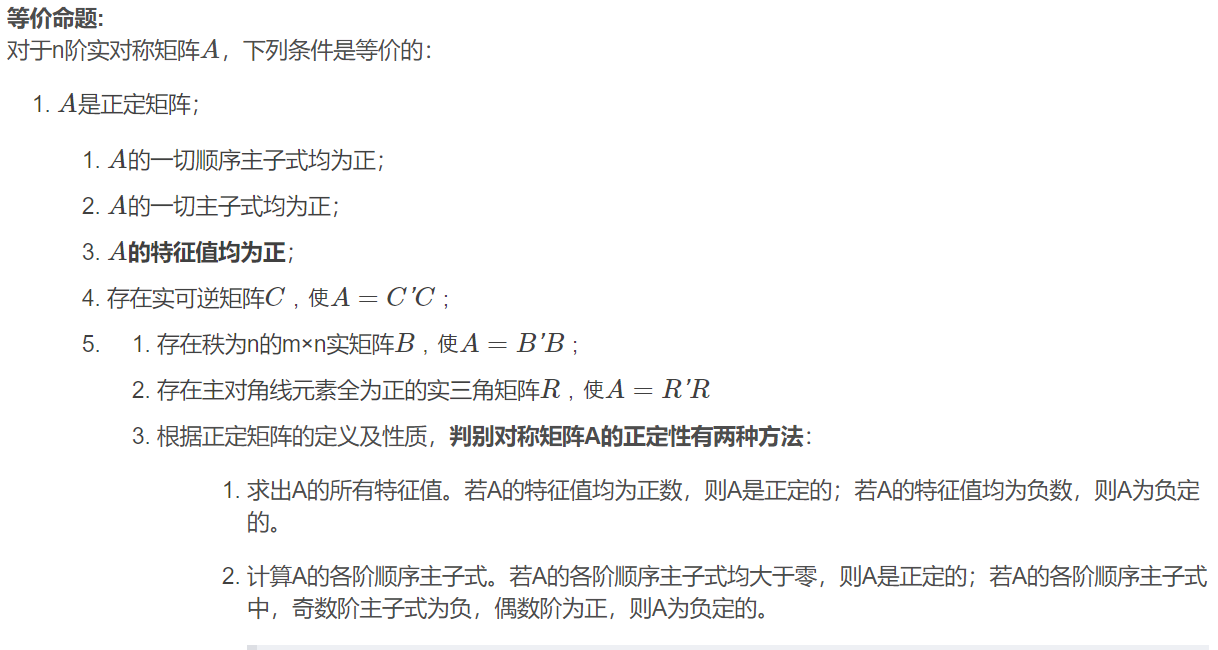 等价命题:
对于n阶实对称矩阵A，下列条件是等价的：
1. A是正定矩阵；
1. A的一切顺序主子式均为正；
2. A的一切主子式均为正；
3. A的特征值均为正；
4. 存在实可逆矩阵C，使A = C′C；
5. 1. 存在秩为n的m×n实矩阵B，使A = B′B；
2. 存在主对角线元素全为正的实三角矩阵R，使A = R′R
3. 根据正定矩阵的定义及性质，判别对称矩阵A的正定性有两种方法：
1. 求出A的所有特征值。若A的特征值均为正数，则A是正定的；若A的特征值均为负数，则A为负定
的。
2. 计算A的各阶顺序主子式。若A的各阶顺序主子式均大于零，则A是正定的；若A的各阶顺序主子式
中，奇数阶主子式为负，偶数阶为正，则A为负定的。